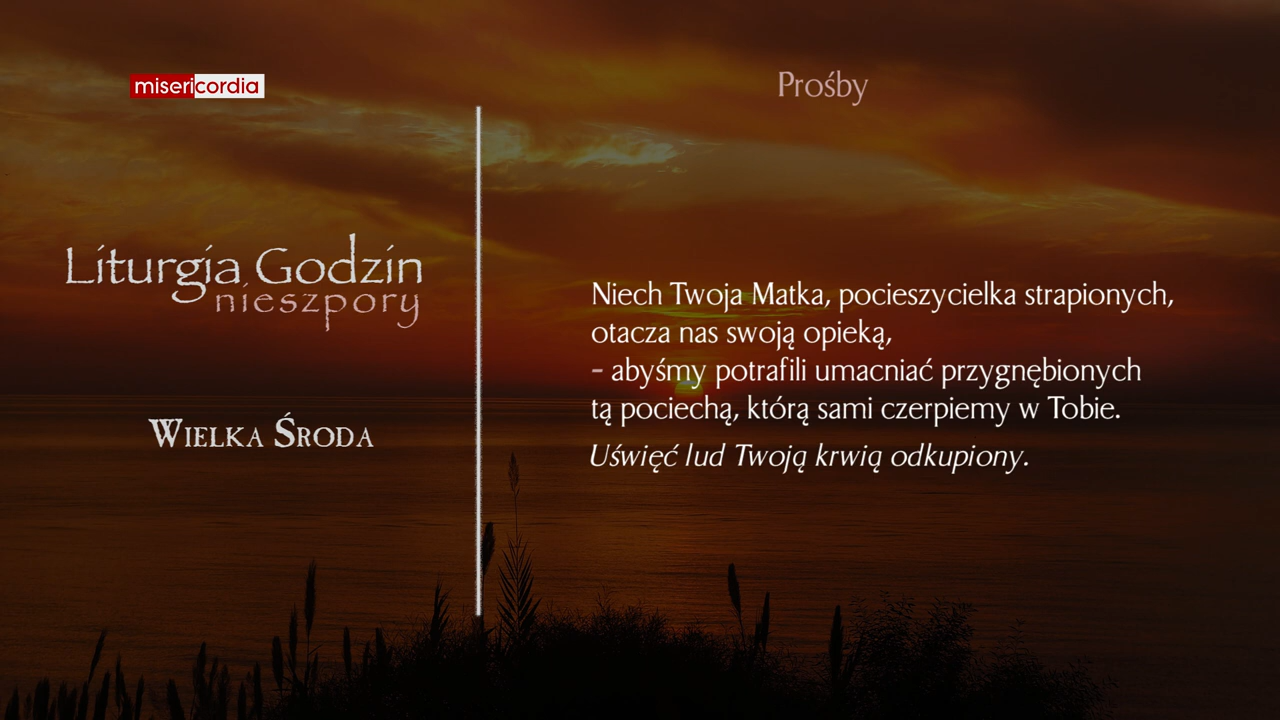 misericordia
Liturgia Godzin
nieszpory
Wielka Środa
Prośby
Niech Twoja Matka, pocieszycielka strapionych,
otacza nas swoją opieką,
- abyśmy potrafili umacniać przygnębionych
tą pociechą, którą sami czerpiemy w Tobie.
Uświęć lud Twoją krwią odkupiony.